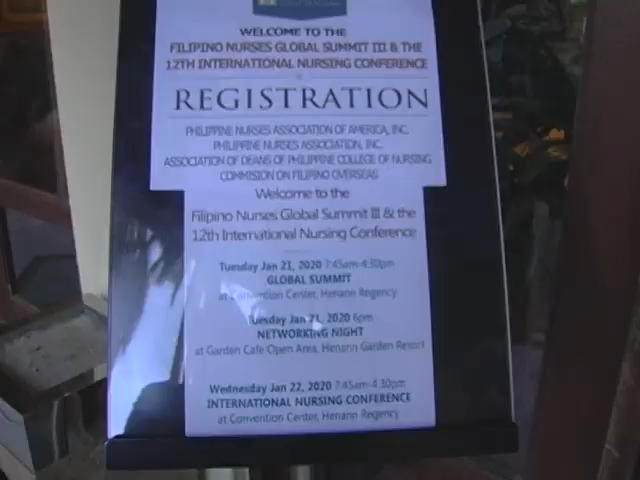 WELCOME TO THE
FILIPINO NURSES GLOBAL SUMMIT III & THE
12TH INTERNATIONAL NURSING CONFERENCE
REGISTRATION
PHILIPPINE NURSES ASSOCIATION OF AMERICA, INC.
PHILIPPINE NURSES ASSOCIATION, INC.
ASSOCIATION OF DEANS OF PHILIPPINE COLLEGE OF NURSING
COMMISION ON FILIPINO OVERSEAS
Welcome to the
Filipino Nurses Global Summit III & the
12th International Nursing Conference
Tuesday Jan 21, 2020 7:45am-4:30pm
GLOBAL SUMMIT
at Convention Center, Henann Regency
Tuesday Jan 21, 2020 6pm
NETWORKING NIGHT
at Garden Cafe Open Area, Henann Garden Resort
Wednesday Jan 22, 2020 7:45am-4:30pm
INTERNATIONAL NURSING CONFERENCE
at Convention Center, Henann Regency